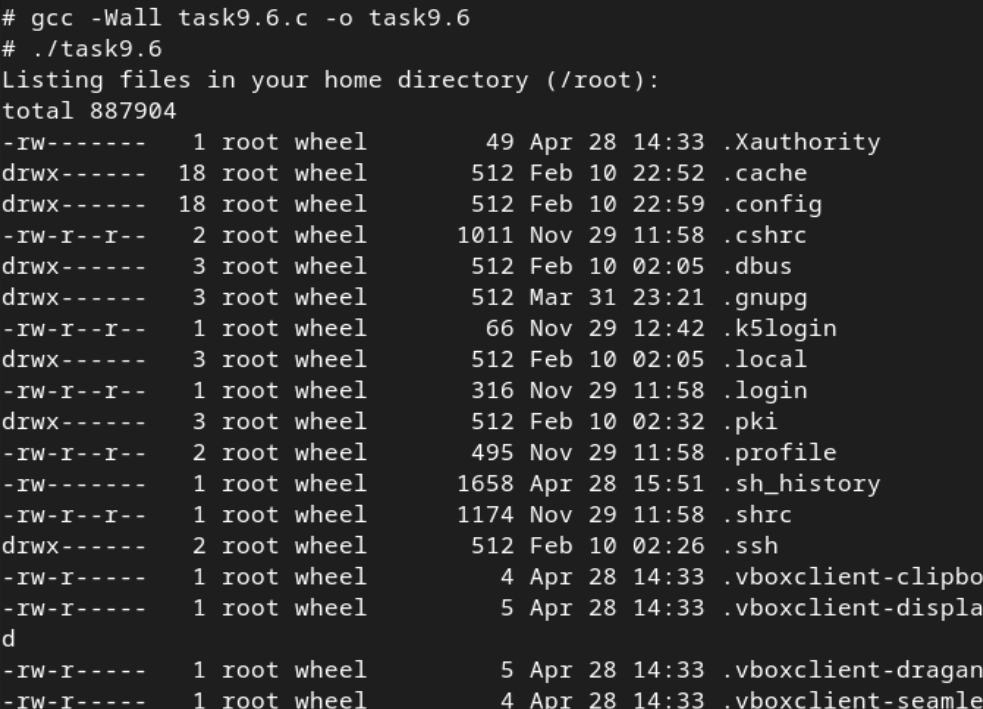 # gcc -Wall task9.6.c -o task9.6
# ./task9.6
Listing files in your home directory (/root):
total 887904
-rw-------   1 root wheel        49 Apr 28 14:33 .Xauthority
drwx------  18 root wheel       512 Feb 10 22:52 .cache
drwx------  18 root wheel       512 Feb 10 22:59 .config
-rw-r--r--   2 root wheel      1011 Nov 29 11:58 .cshrc
drwx------   3 root wheel       512 Feb 10 02:05 .dbus
drwx------   3 root wheel       512 Mar 31 23:21 .gnupg
-rw-r--r--   1 root wheel        66 Nov 29 12:42 .k5login
drwx------   3 root wheel       512 Feb 10 02:05 .local
-rw-r--r--   1 root wheel       316 Nov 29 11:58 .login
drwx------   3 root wheel       512 Feb 10 02:32 .pki
-rw-r--r--   2 root wheel       495 Nov 29 11:58 .profile
-rw-------   1 root wheel      1658 Apr 28 15:51 .sh_history
-rw-r--r--   1 root wheel      1174 Nov 29 11:58 .shrc
drwx------   2 root wheel       512 Feb 10 02:26 .ssh
-rw-r-----   1 root wheel         4 Apr 28 14:33 .vboxclient-clipbo
-rw-r-----   1 root wheel         5 Apr 28 14:33 .vboxclient-displa
d
-rw-r-----   1 root wheel         5 Apr 28 14:33 .vboxclient-dragan
-rw-r-----   1 root wheel         4 Apr 28 14:33 .vboxclient-seamle